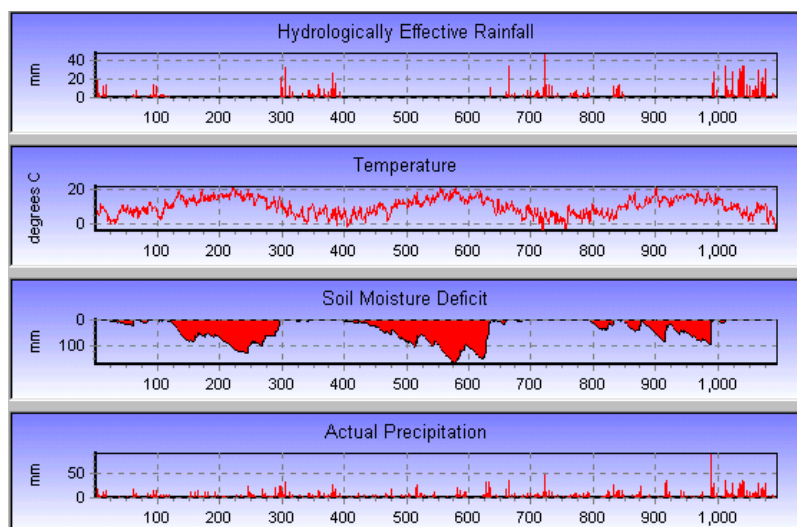 Hydrologically Effective Rainfall
mm
40
20
0
100 200 300 400 500 600 700 800 900 1,000
Temperature
degrees C
20
0
100 200 300 400 500 600 700 800 900 1,000
Soil Moisture Deficit
mm
0
100
100 200 300 400 500 600 700 800 900 1,000
Actual Precipitation
mm
50
0
100 200 300 400 500 600 700 800 900 1,000